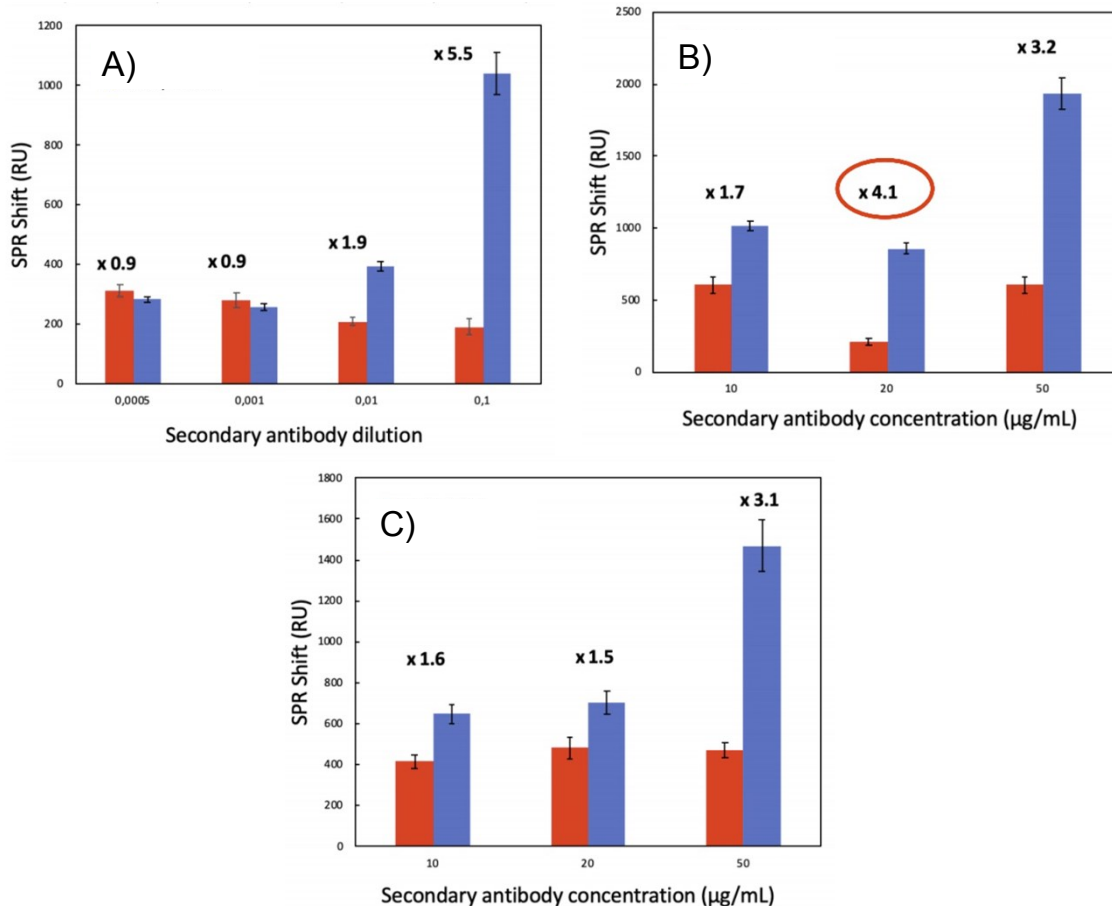 A)
SPR Shift (RU)
1200
1000
800
600
400
200
0
x 0.9
x 0.9
x 1.9
x 5.5
0,0005
0,001
0,01
0,1
Secondary antibody dilution
B)
SPR Shift (RU)
2500
2000
1500
1000
500
0
x 1.7
x 4.1
x 3.2
10
20
50
Secondary antibody concentration (µg/mL)
C)
SPR Shift (RU)
1800
1600
1400
1200
1000
800
600
400
200
0
x 1.6
x 1.5
x 3.1
10
20
50
Secondary antibody concentration (µg/mL)